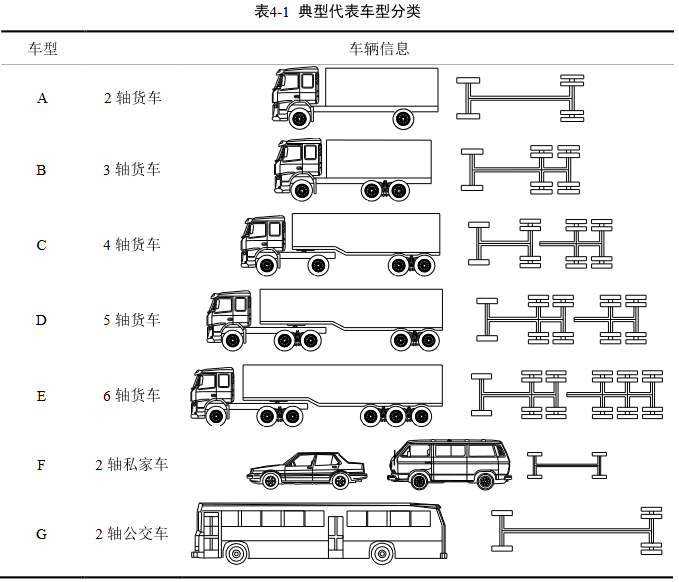 表4-1 典型代表车型分类
车型 车辆信息
A 2 轴货车
B 3 轴货车
C 4 轴货车
D 5 轴货车
E 6 轴货车
F 2 轴私家车
G 2 轴公交车